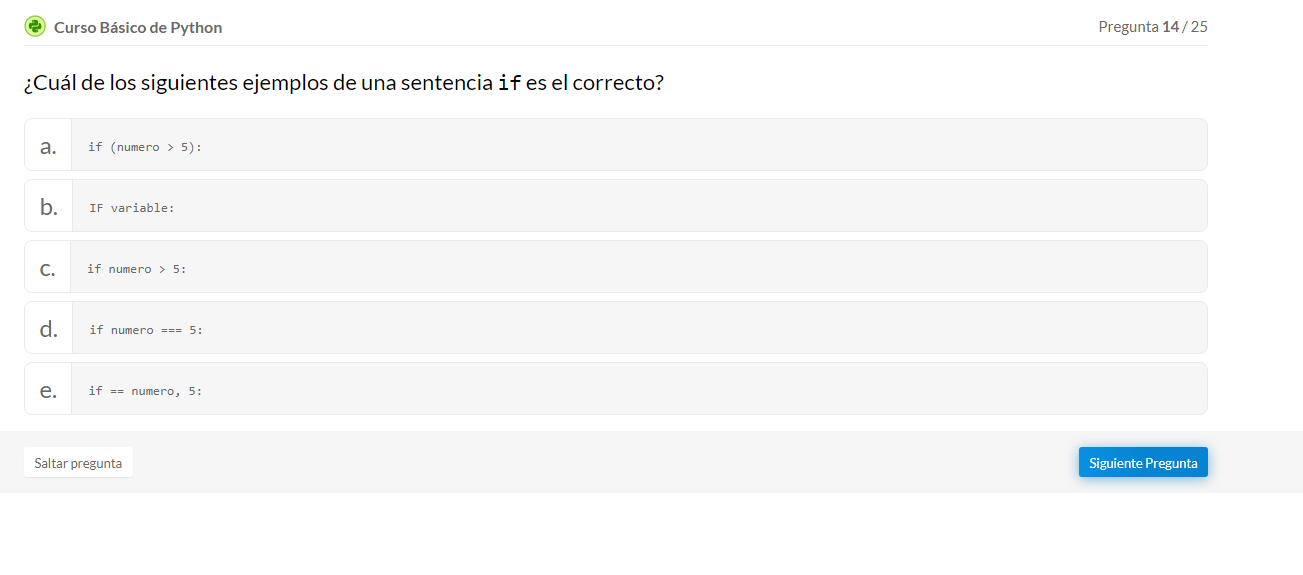 Curso Básico de Python
Pregunta 14 / 25
¿Cuál de los siguientes ejemplos de una sentencia if es el correcto?
a. if (numero > 5):
b. IF variable:
c. if numero > 5:
d. if numero === 5:
e. if == numero, 5:
Saltar pregunta
Siguiente Pregunta